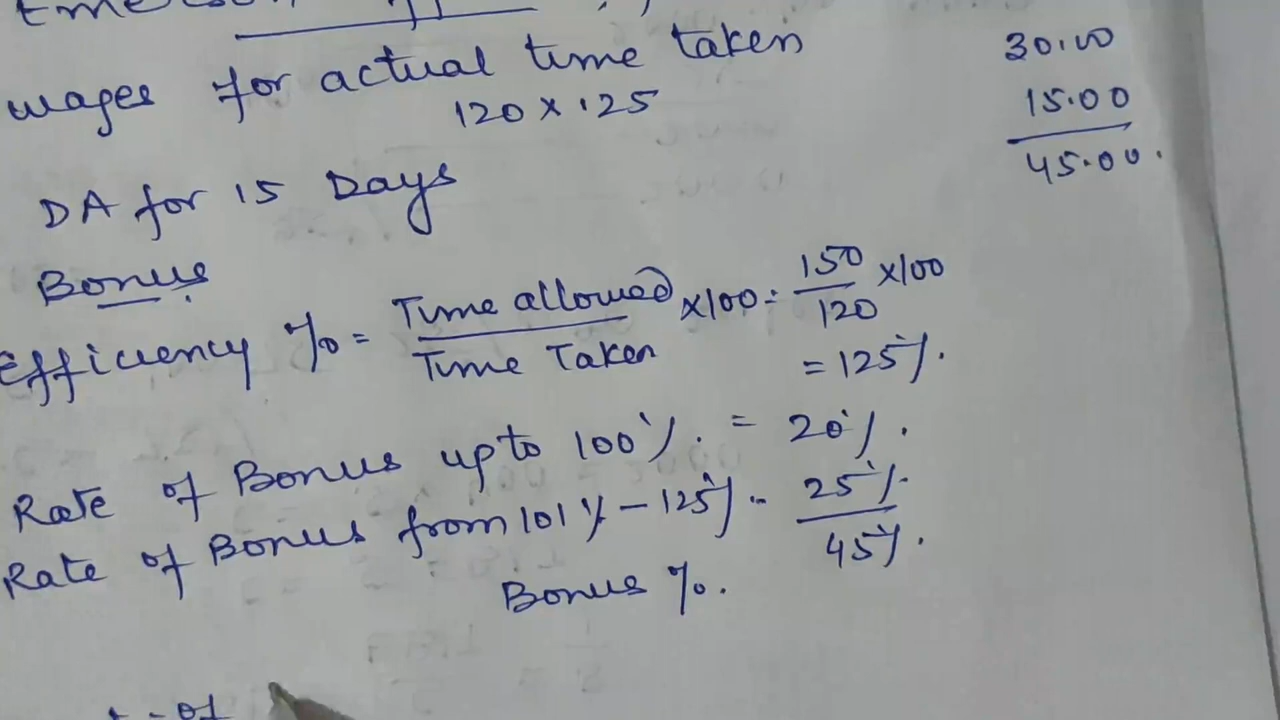 wages for actual time taken 30.00
120 x .25 15.00
45.00.
DA for 15 Days
Bonus
Efficiency % = Time allowed x100 = 150 x100
Time Taken 120
= 125%.
Rate of Bonus upto 100%. = 20%.
Rate of Bonus from 101% - 125%. 25%.
45%.
Bonus %.